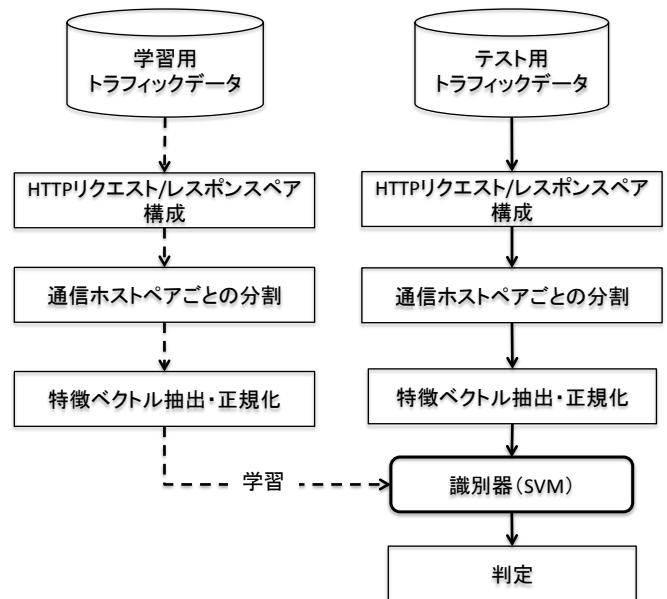 学習用
トラフィックデータ
HTTPリクエスト/レスポンスペア
構成
通信ホストペアごとの分割
特徴ベクトル抽出・正規化
学習
テスト用
トラフィックデータ
HTTPリクエスト/レスポンスペア
構成
通信ホストペアごとの分割
特徴ベクトル抽出・正規化
識別器(SVM)
判定